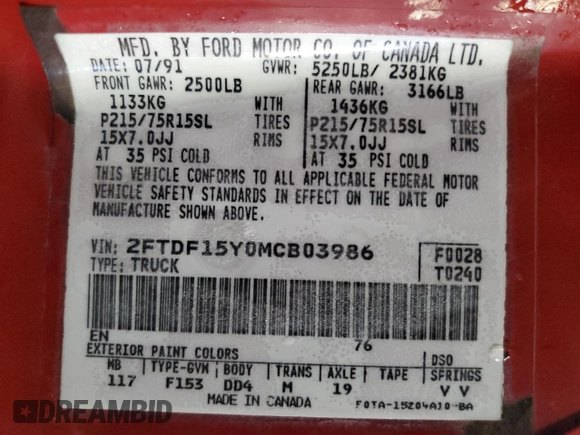 MFD. BY FORD MOTOR CO. OF CANADA LTD.
DATE: 07/91 GVWR: 5250LB/ 2381KG
FRONT GAWR: 2500LB REAR GAWR: 3166LB
1133KG WITH 1436KG WITH
P215/75R15SL TIRES P215/75R15SL TIRES
15X7.0JJ RIMS 15X7.0JJ RIMS
AT 35 PSI COLD AT 35 PSI COLD
THIS VEHICLE CONFORMS TO ALL APPLICABLE FEDERAL MOTOR
VEHICLE SAFETY STANDARDS IN EFFECT ON THE DATE OF
MANUFACTURE SHOWN ABOVE.
VIN: 2FTDF15Y0MCB03986 F0028
TYPE: TRUCK T0240
EN 76
EXTERIOR PAINT COLORS DSO
WB TYPE-GVM BODY TRANS AXLE TAPE SPRINGS
117 F153 DD4 M 19 V V
MADE IN CANADA F0TA-15204A10-BA
DREAMBID